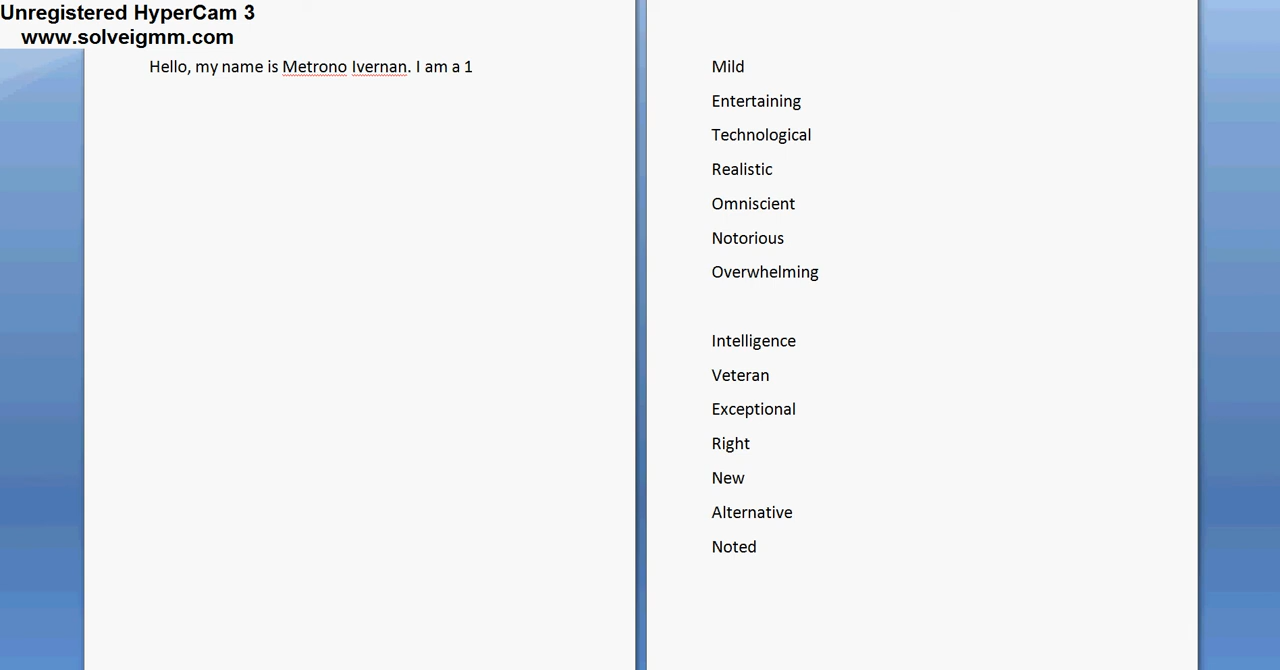 Unregistered HyperCam 3
www.solveigmm.com
Hello, my name is Metrono Ivernan. I am a 1
Mild
Entertaining
Technological
Realistic
Omniscient
Notorious
Overwhelming
Intelligence
Veteran
Exceptional
Right
New
Alternative
Noted